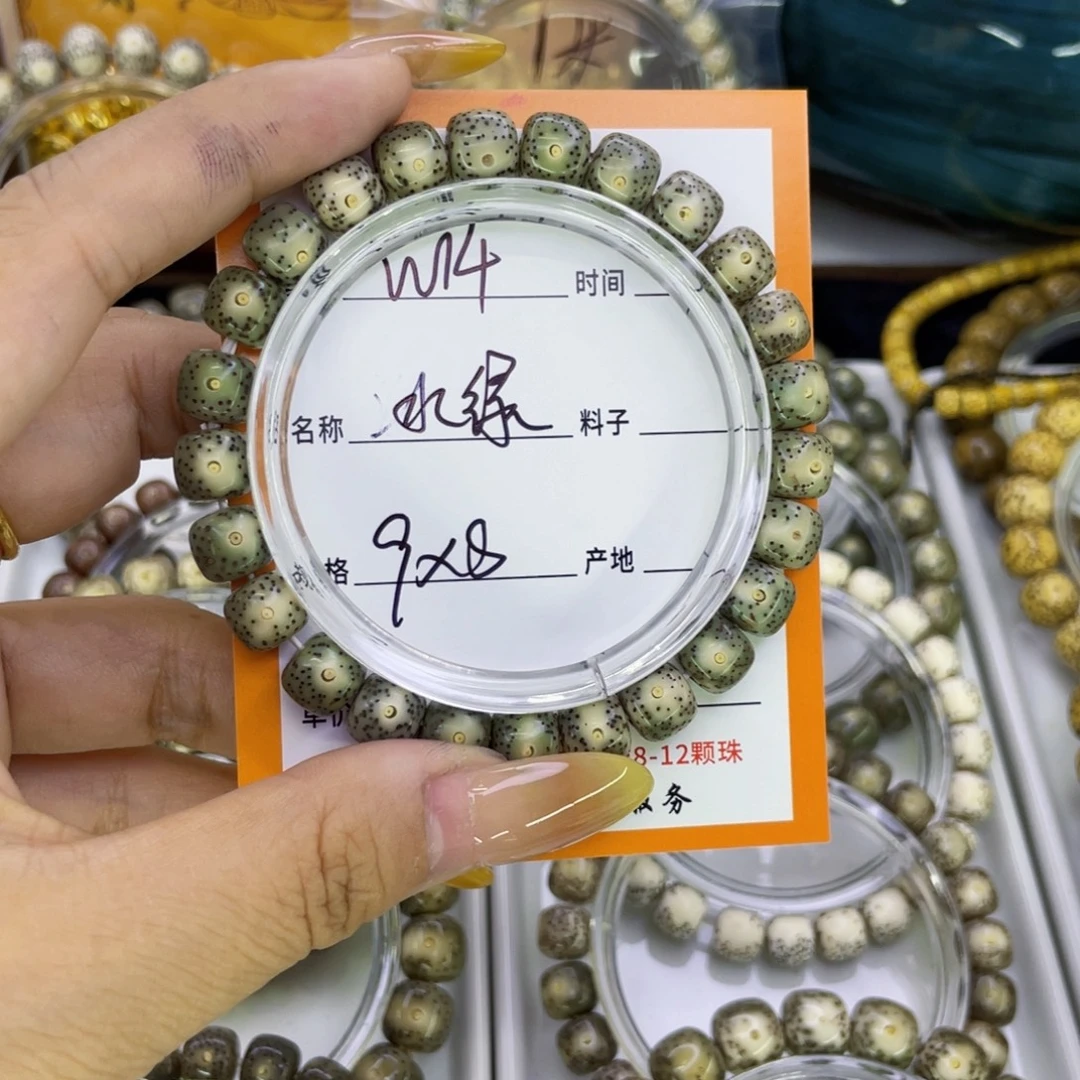 W14 时间
名称 水绿 料子
格 9x8 产地
8-12颗珠
服务